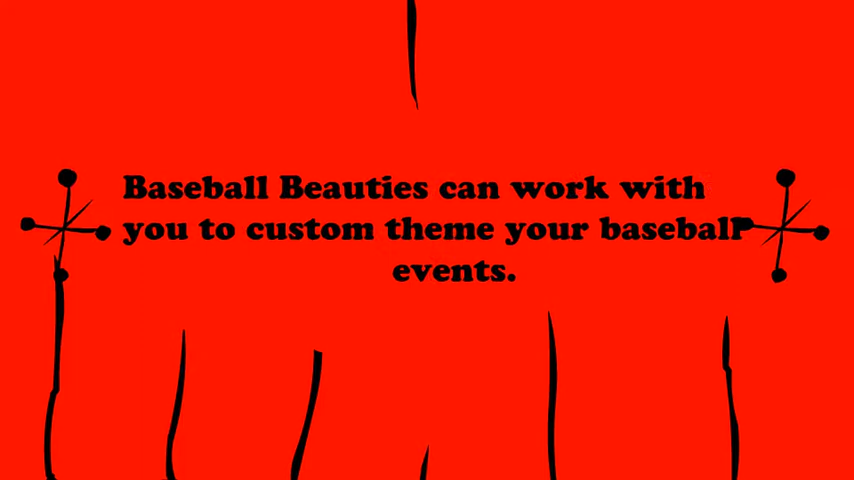 Baseball Beauties can work with
you to custom theme your baseball
events.